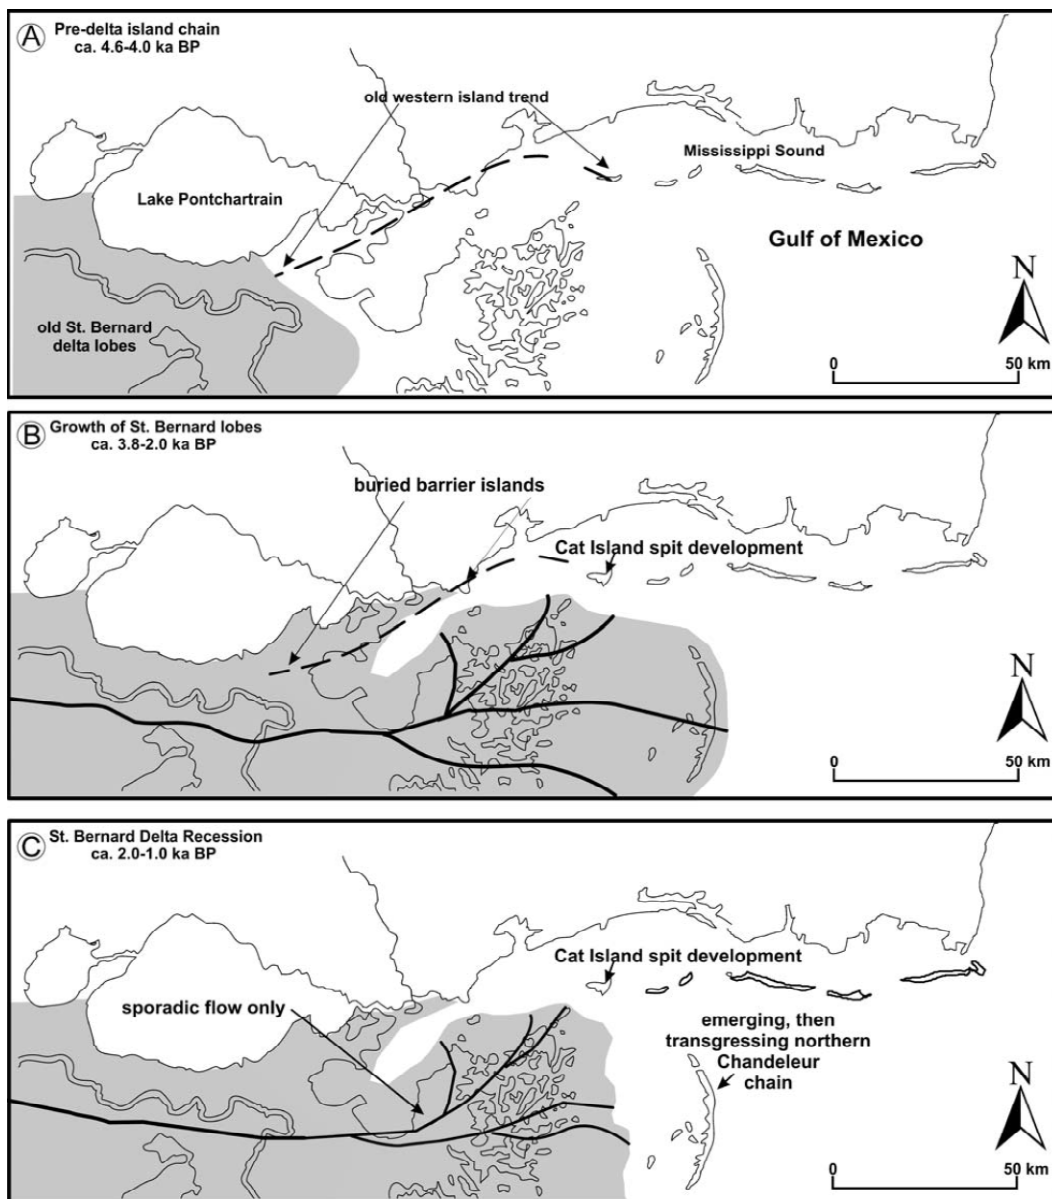 A
Pre-delta island chain
ca. 4.6-4.0 ka BP
old western island trend
Mississippi Sound
Lake Pontchartrain
Gulf of Mexico
N
old St. Bernard
delta lobes
0 50 km
B
Growth of St. Bernard lobes
ca. 3.8-2.0 ka BP
buried barrier islands
Cat Island spit development
N
0 50 km
C
St. Bernard Delta Recession
ca. 2.0-1.0 ka BP
Cat Island spit development
sporadic flow only
emerging, then
transgressing northern
Chandeleur
chain
N
0 50 km